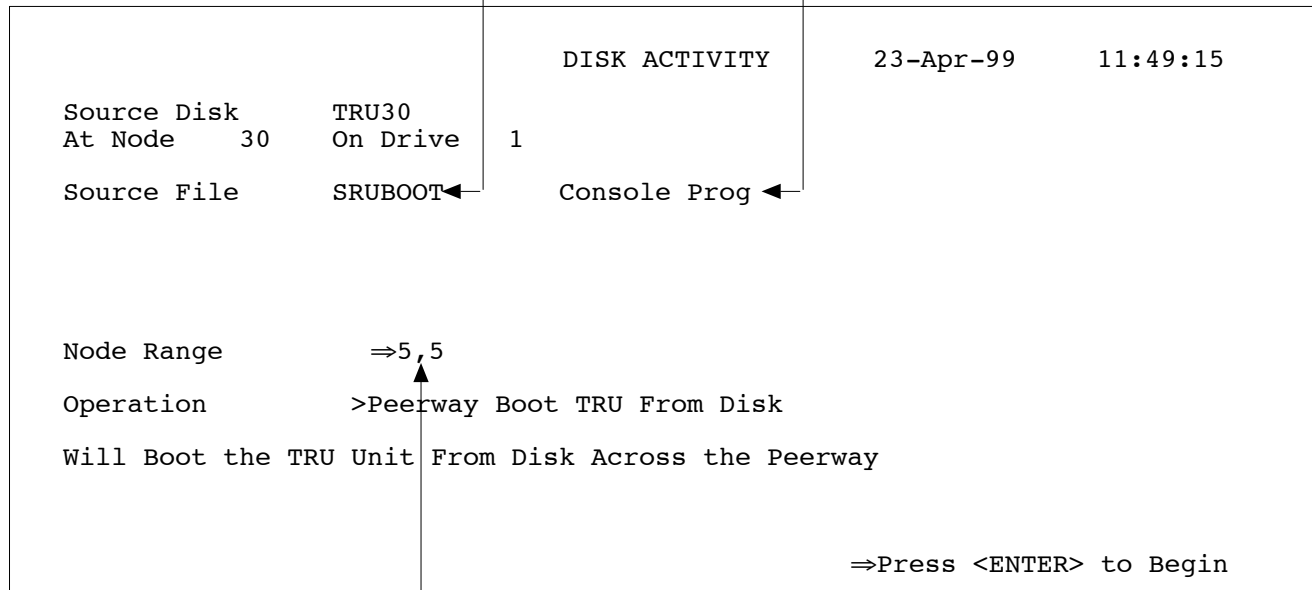 DISK ACTIVITY 23-Apr-99 11:49:15
Source Disk TRU30
At Node 30 On Drive 1
Source File SRUBOOT Console Prog
Node Range ⇒5,5
Operation >Peerway Boot TRU From Disk
Will Boot the TRU Unit From Disk Across the Peerway
⇒Press <ENTER> to Begin